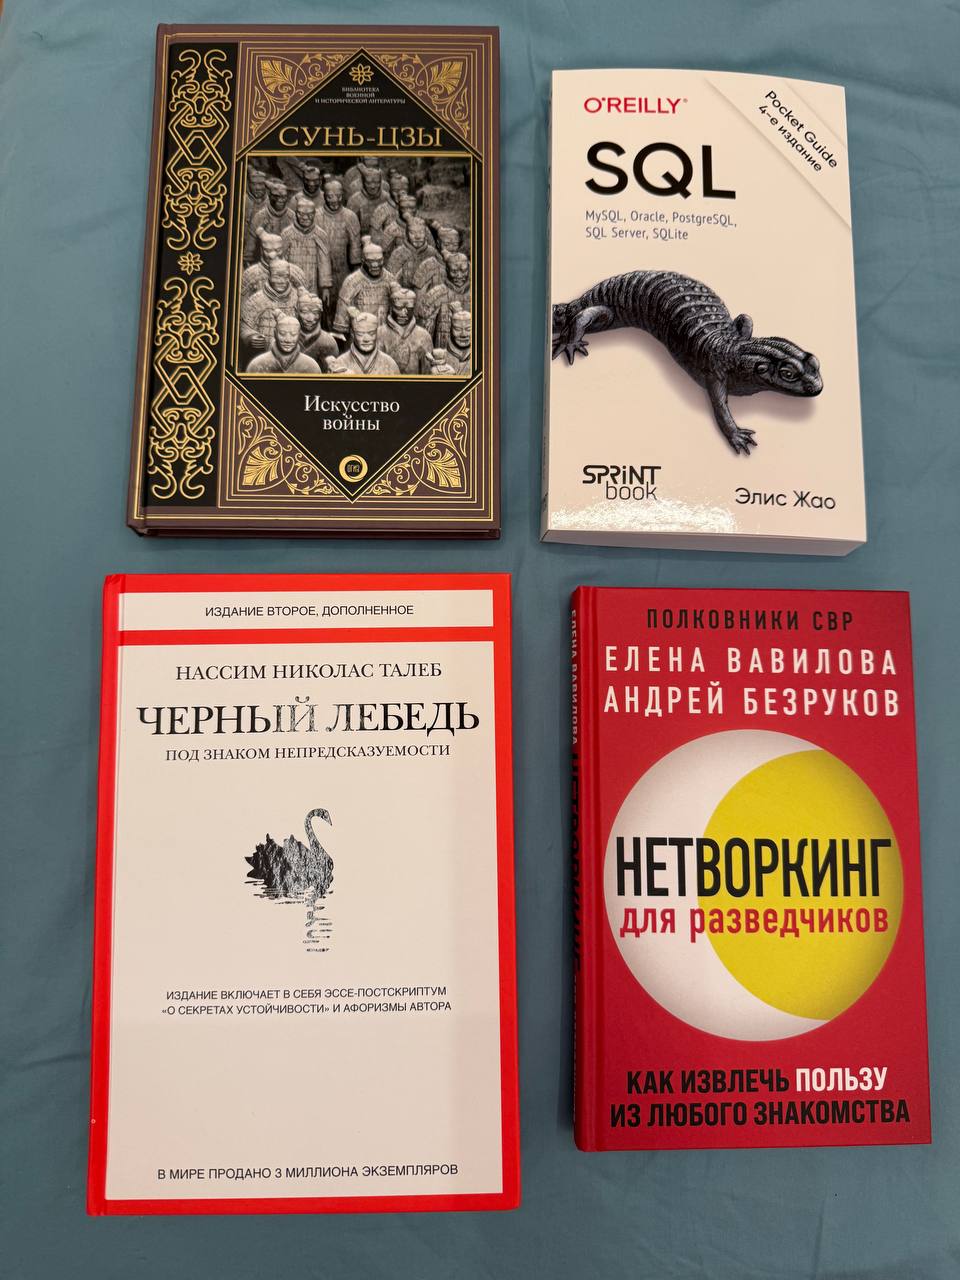 БИБЛИОТЕКА
ВОЕННОЙ
И ИСТОРИЧЕСКОЙ ЛИТЕРАТУРЫ
СУНЬ-ЦЗЫ
Искусство
войны
ОГИЗ
O'REILLY®
Pocket Guide
4-е издание
SQL
MySQL, Oracle, PostgreSQL,
SQL Server, SQLite
SPRiNT
book
Элис Жао
ИЗДАНИЕ ВТОРОЕ, ДОПОЛНЕННОЕ
НАССИМ НИКОЛАС ТАЛЕБ
ЧЕРНЫЙ ЛЕБЕДЬ
ПОД ЗНАКОМ НЕПРЕДСКАЗУЕМОСТИ
ИЗДАНИЕ ВКЛЮЧАЕТ В СЕБЯ ЭССЕ-ПОСТСКРИПТУМ
«О СЕКРЕТАХ УСТОЙЧИВОСТИ» И АФОРИЗМЫ АВТОРА
В МИРЕ ПРОДАНО 3 МИЛЛИОНА ЭКЗЕМПЛЯРОВ
ЕЛЕНА ВАВИЛОВА
ПОЛКОВНИКИ СВР
ЕЛЕНА ВАВИЛОВА
АНДРЕЙ БЕЗРУКОВ
НЕТВОРКИНГ
для разведчиков
КАК ИЗВЛЕЧЬ ПОЛЬЗУ
ИЗ ЛЮБОГО ЗНАКОМСТВА